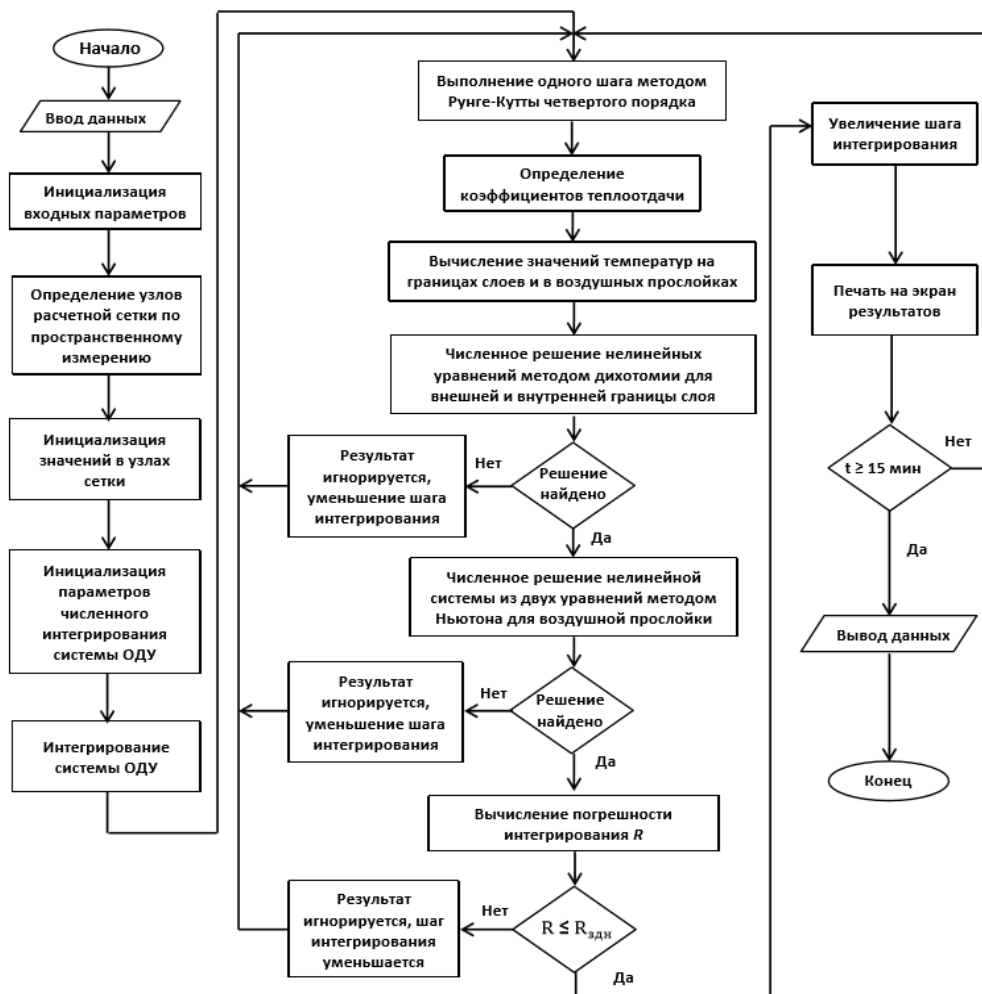 Начало
Ввод данных
Инициализация
входных параметров
Определение узлов
расчетной сетки по
пространственному
измерению
Инициализация
значений в узлах
сетки
Инициализация
параметров
численного
интегрирования
системы ОДУ
Интегрирование
системы ОДУ
Выполнение одного шага методом
Рунге-Кутты четвертого порядка
Определение
коэффициентов теплоотдачи
Вычисление значений температур на
границах слоев и в воздушных прослойках
Численное решение нелинейных
уравнений методом дихотомии для
внешней и внутренней границы слоя
Решение
найдено
Нет
Результат
игнорируется,
уменьшение шага
интегрирования
Да
Численное решение нелинейной
системы из двух уравнений методом
Ньютона для воздушной прослойки
Решение
найдено
Нет
Результат
игнорируется,
уменьшение шага
интегрирования
Да
Вычисление погрешности
интегрирования R
R ≤ Rздн
Нет
Результат
игнорируется, шаг
интегрирования
уменьшается
Да
Увеличение шага
интегрирования
Печать на экран
результатов
t ≥ 15 мин
Нет
Да
Вывод данных
Конец